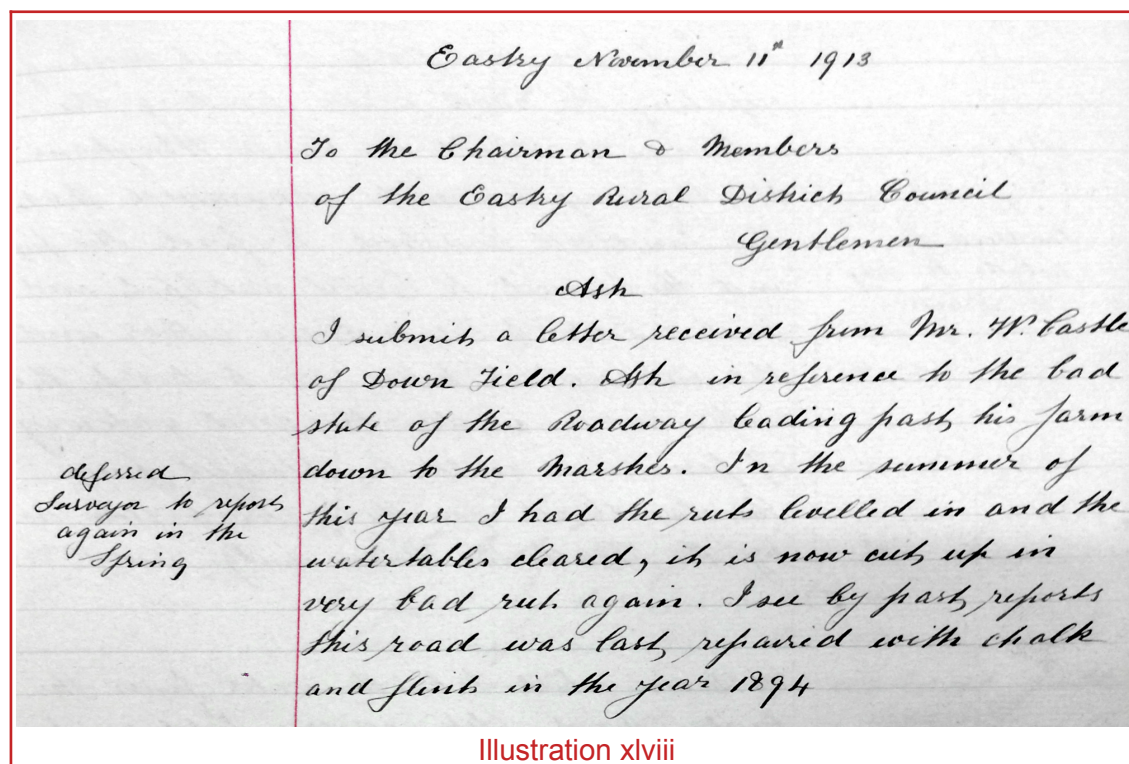 Eastry November 11th 1913
To the Chairman & Members
of the Eastry Rural District Council
Gentlemen
Ash
I submit a letter received from Mr. W. Castle
of Down Field. Ash in reference to the bad
state of the Roadway leading past his farm
down to the Marshes. In the summer of
this year I had the ruts levelled in and the
watertables cleared, it is now cut up in
very bad ruts again. I see by past reports
this road was last repaired with chalk
and flints in the year 1894
deferred
Surveyor to report
again in the
Spring
Illustration xlviii